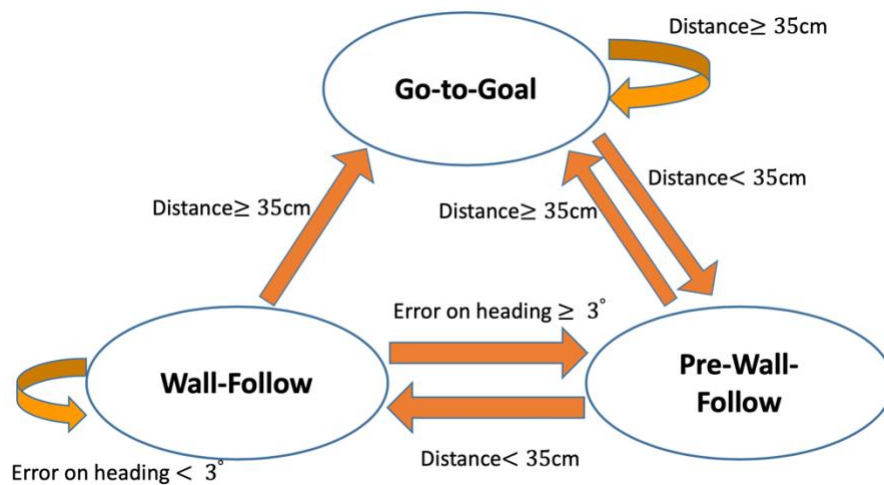 Distance≥ 35cm
Go-to-Goal
Distance< 35cm
Distance≥ 35cm
Distance≥ 35cm
Error on heading ≥ 3°
Wall-Follow
Pre-Wall-
Follow
Error on heading < 3°
Distance< 35cm